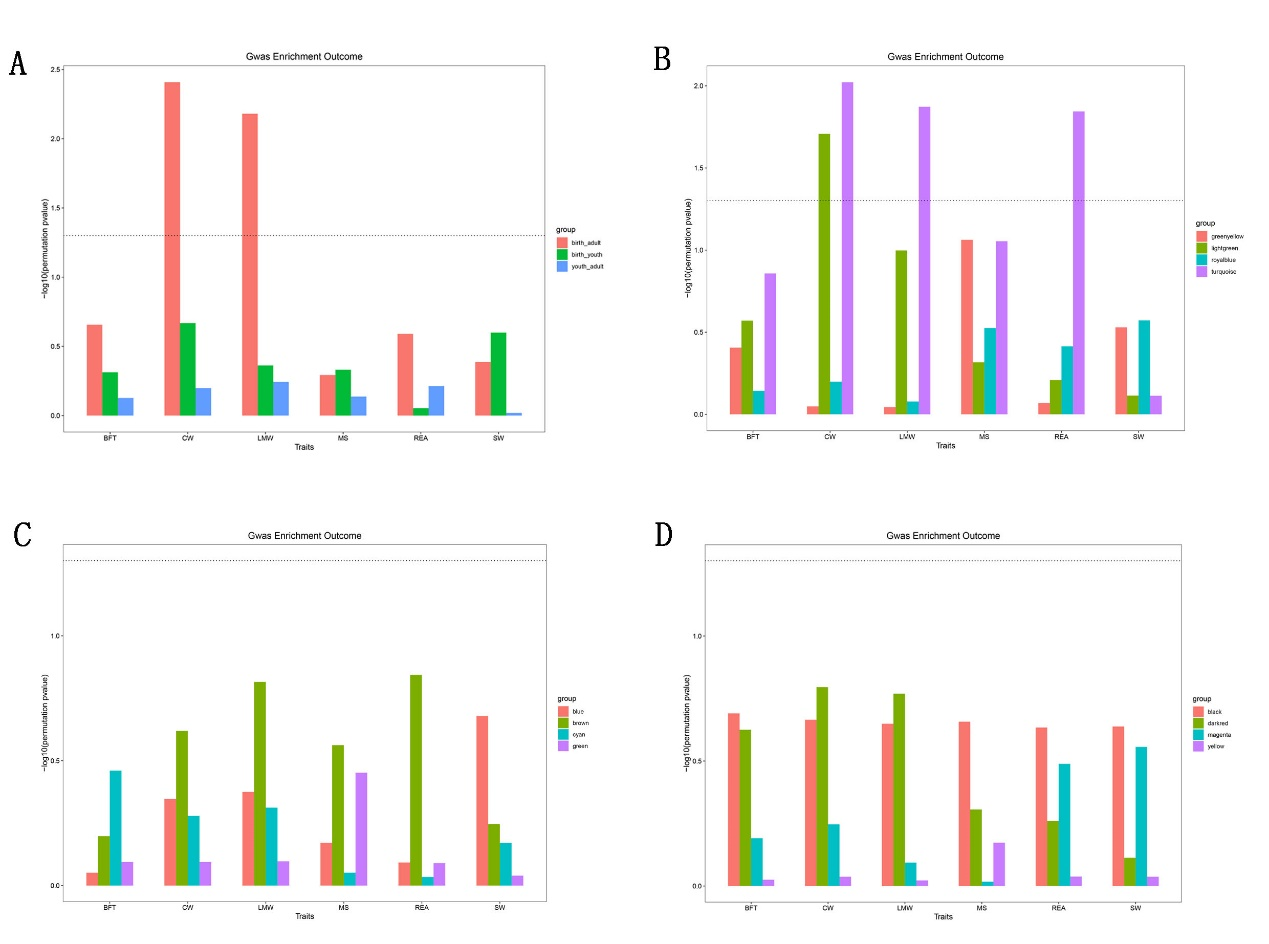 A
Gwas Enrichment Outcome
2.5
2.0
1.5
1.0
0.5
0.0
−log10(permutation pvalue)
BFT CW LMW MS REA SW
Traits
group
birth_adult
birth_youth
youth_adult
B
Gwas Enrichment Outcome
2.0
1.5
1.0
0.5
0.0
−log10(permutation pvalue)
BFT CW LMW MS REA SW
Traits
group
greenyellow
lightgreen
royalblue
turquoise
C
Gwas Enrichment Outcome
1.0
0.5
0.0
−log10(permutation pvalue)
BFT CW LMW MS REA SW
Traits
group
blue
brown
cyan
green
D
Gwas Enrichment Outcome
1.0
0.5
0.0
−log10(permutation pvalue)
BFT CW LMW MS REA SW
Traits
group
black
darkred
magenta
yellow